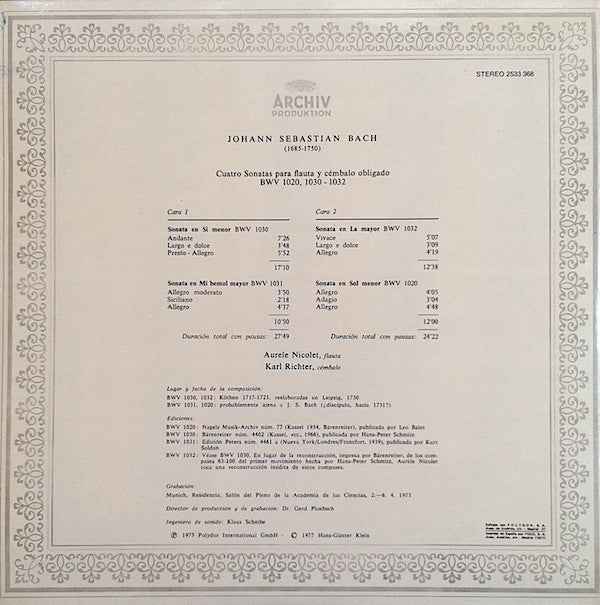 STEREO 2533 368
ARCHIV
PRODUKTION
JOHANN SEBASTIAN BACH
(1685-1750)
Cuatro Sonatas para flauta y cémbalo obligado
BWV 1020, 1030 - 1032
Cara 1
Sonata en Si menor BWV 1030
Andante 7'26
Largo e dolce 3'48
Presto - Allegro 5'52
17'10
Sonata en Mi bemol mayor BWV 1031
Allegro moderato 3'50
Siciliano 2'18
Allegro 4'37
10'50
Duración total con pausas: 27'49
Cara 2
Sonata en La mayor BWV 1032
Vivace 5'07
Largo e dolce 3'09
Allegro 4'19
12'38
Sonata en Sol menor BWV 1020
Allegro 4'05
Adagio 3'04
Allegro 4'48
12'00
Duración total con pausas: 24'22
Aurele Nicolet, flauta
Karl Richter, cémbalo
Lugar y fecha de la composición:
BWV 1030, 1032: Köthen 1717-1723, reelaboradas en Leipzig, 1730
BWV 1031, 1020: probablemente ajena a J. S. Bach (¿discípulo, hacia 1731?)
Ediciones:
BWV 1020: Nagels Musik-Archiv núm. 77 (Kassel 1934, Bärenreiter), publicada por Leo Balet
BWV 1030: Bärenreiter núm. 4402 (Kassel, etc., 1966), publicada por Hans-Peter Schmitz
BWV 1031: Edición Peters núm. 4461 a (Nueva York/Londres/Francfort, 1939), publicada por Kurt
Soldan
BWV 1032: Véase BWV 1030. En lugar de la reconstrucción, impresa por Bärenreiter, de los com-
pases 63-100 del primer movimiento hecha por Hans-Peter Schmitz, Aurèle Nicolet
toca una reconstrucción inédita de estos compases.
Grabación:
Munich, Residencia, Salón del Pleno de la Academia de las Ciencias, 2.— 6. 4. 1973
Director de producción y de grabación: Dr. Gerd Ploebsch
Ingeniero de sonido: Klaus Scheibe
Ⓟ 1975 Polydor International GmbH - © 1977 Hans-Günter Klein
Editado por POLYDOR, S. A.